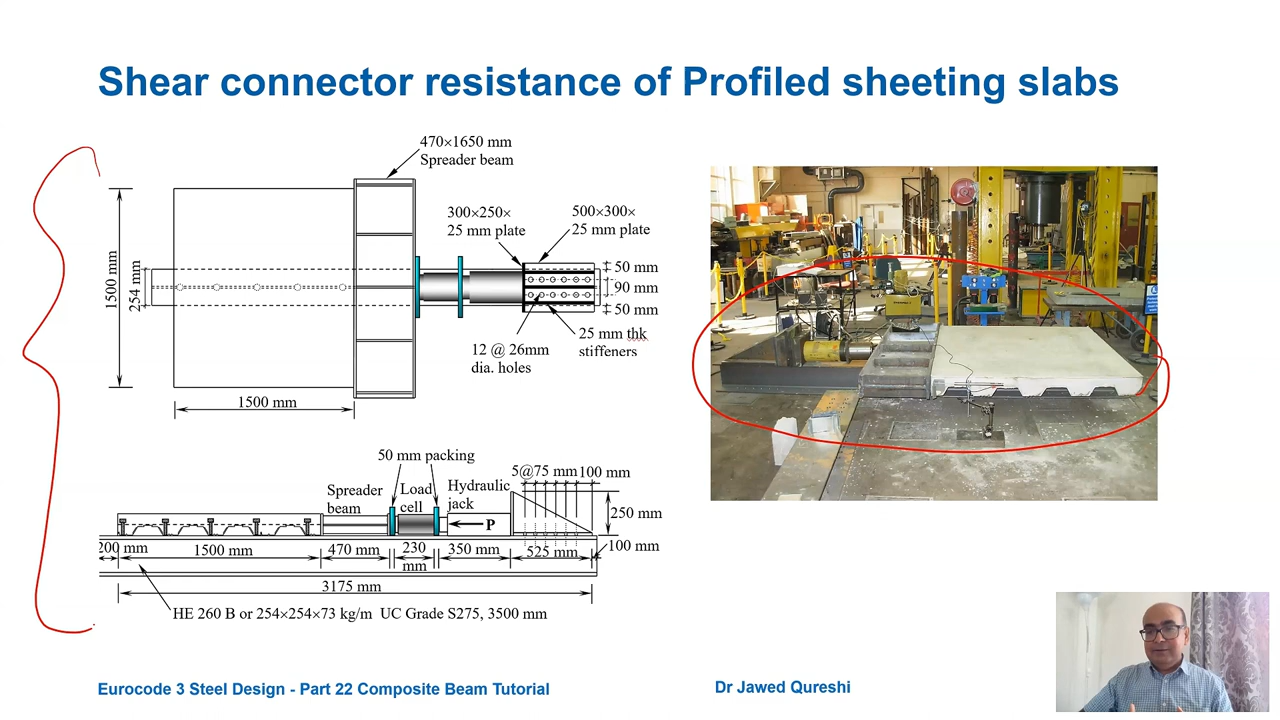 Shear connector resistance of Profiled sheeting slabs
470×1650 mm
Spreader beam
300×250×
25 mm plate
500×300×
25 mm plate
50 mm
90 mm
50 mm
1500 mm
254 mm
25 mm thk
stiffeners
12 @ 26mm
dia. holes
1500 mm
50 mm packing
Spreader
beam
Load
cell
Hydraulic
jack
P
5@75 mm
100 mm
250 mm
100 mm
200 mm
1500 mm
470 mm
230
mm
350 mm
525 mm
3175 mm
HE 260 B or 254×254×73 kg/m UC Grade S275, 3500 mm
Eurocode 3 Steel Design - Part 22 Composite Beam Tutorial
Dr Jawed Qureshi